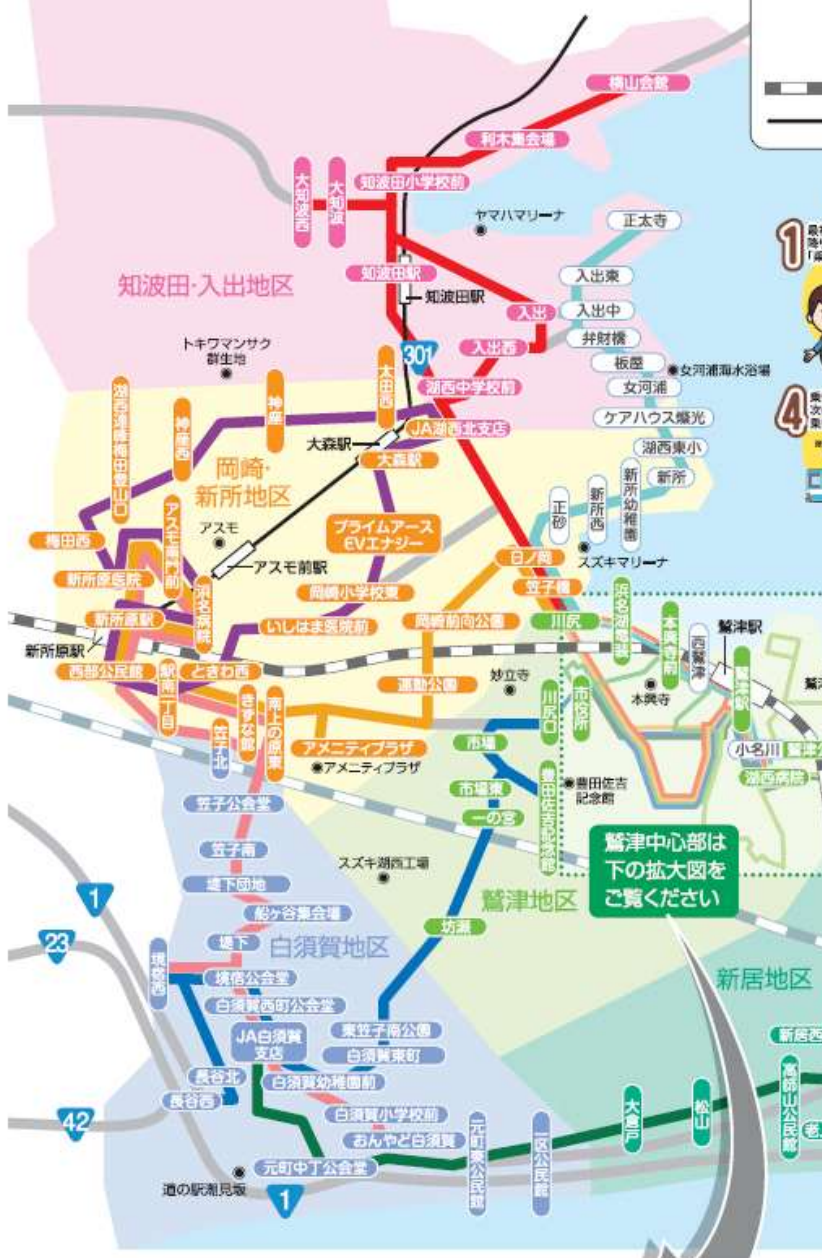 横山会館
利木集会場
大知波西
大知波
知波田小学校前
ヤマハマリーナ
正太寺
知波田駅
知波田駅
知波田・入出地区
入出東
入出
入出中
弁財橋
トキワマンサク
群生地
301
入出西
板屋
女河浦海水浴場
女河浦
太田西
湖西中学校前
ケアハウス燦光
神座
神座西
湖西連峰梅田登山口
JA湖西北支店
大森駅
大森駅
湖西東小
新所
岡崎・
新所地区
新所幼稚園
新所西
正砂
アスモ南門前
アスモ
プライムアース
EVエナジー
梅田西
アスモ前駅
日ノ岡
スズキマリーナ
新所原医院
浜名病院
岡崎小学校東
笠子橋
新所原駅
いしはま医院前
岡崎前向公園
川尻
浜名湖電装
本興寺前
西鷲津
鷲津駅
新所原駅
西部公民館
駅南一丁目
ときわ西
運動公園
妙立寺
川尻口
市役所
本興寺
鷲津駅
きずな館
南上の原東
笠子北
アメニティプラザ
アメニティプラザ
市場
小名川
湖西病院
笠子公会堂
市場東
豊田佐吉
記念館
豊田佐吉記念館
一の宮
笠子南
スズキ湖西工場
鷲津中心部は
下の拡大図を
ご覧ください
堤下団地
鷲津地区
船ヶ谷集会場
坊瀬
1
23
堤下
白須賀地区
境宿西
境宿公会堂
新居地区
白須賀西町公会堂
JA白須賀
支店
東笠子南公園
白須賀東町
新居西
長谷北
白須賀幼稚園前
長谷西
42
白須賀小学校前
おんやど白須賀
元町東公民館
一区公民館
大倉戸
松山
高師山公民館
元町中丁公会堂
道の駅潮見坂
1
1
4